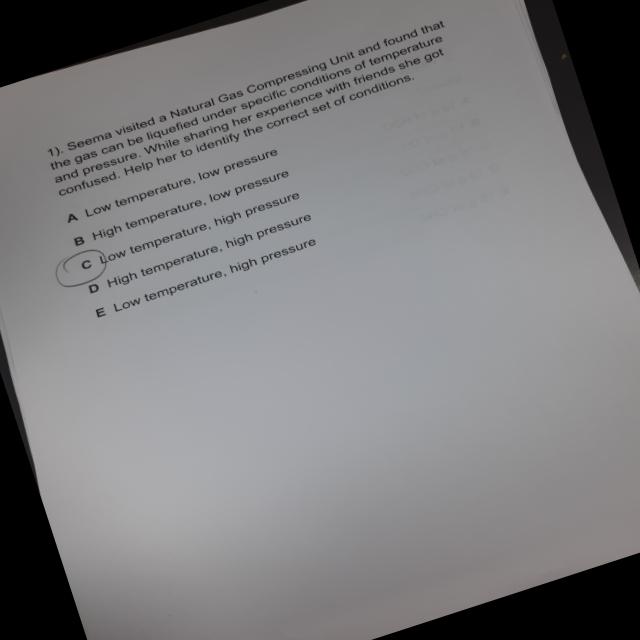 1). Seema visited a Natural Gas Compressing Unit and found that
the gas can be liquefied under specific conditions of temperature
and pressure. While sharing her experience with friends she got
confused. Help her to identify the correct set of conditions.
A Low temperature, low pressure
B High temperature, low pressure
C Low temperature, high pressure
D High temperature, high pressure
E Low temperature, high pressure